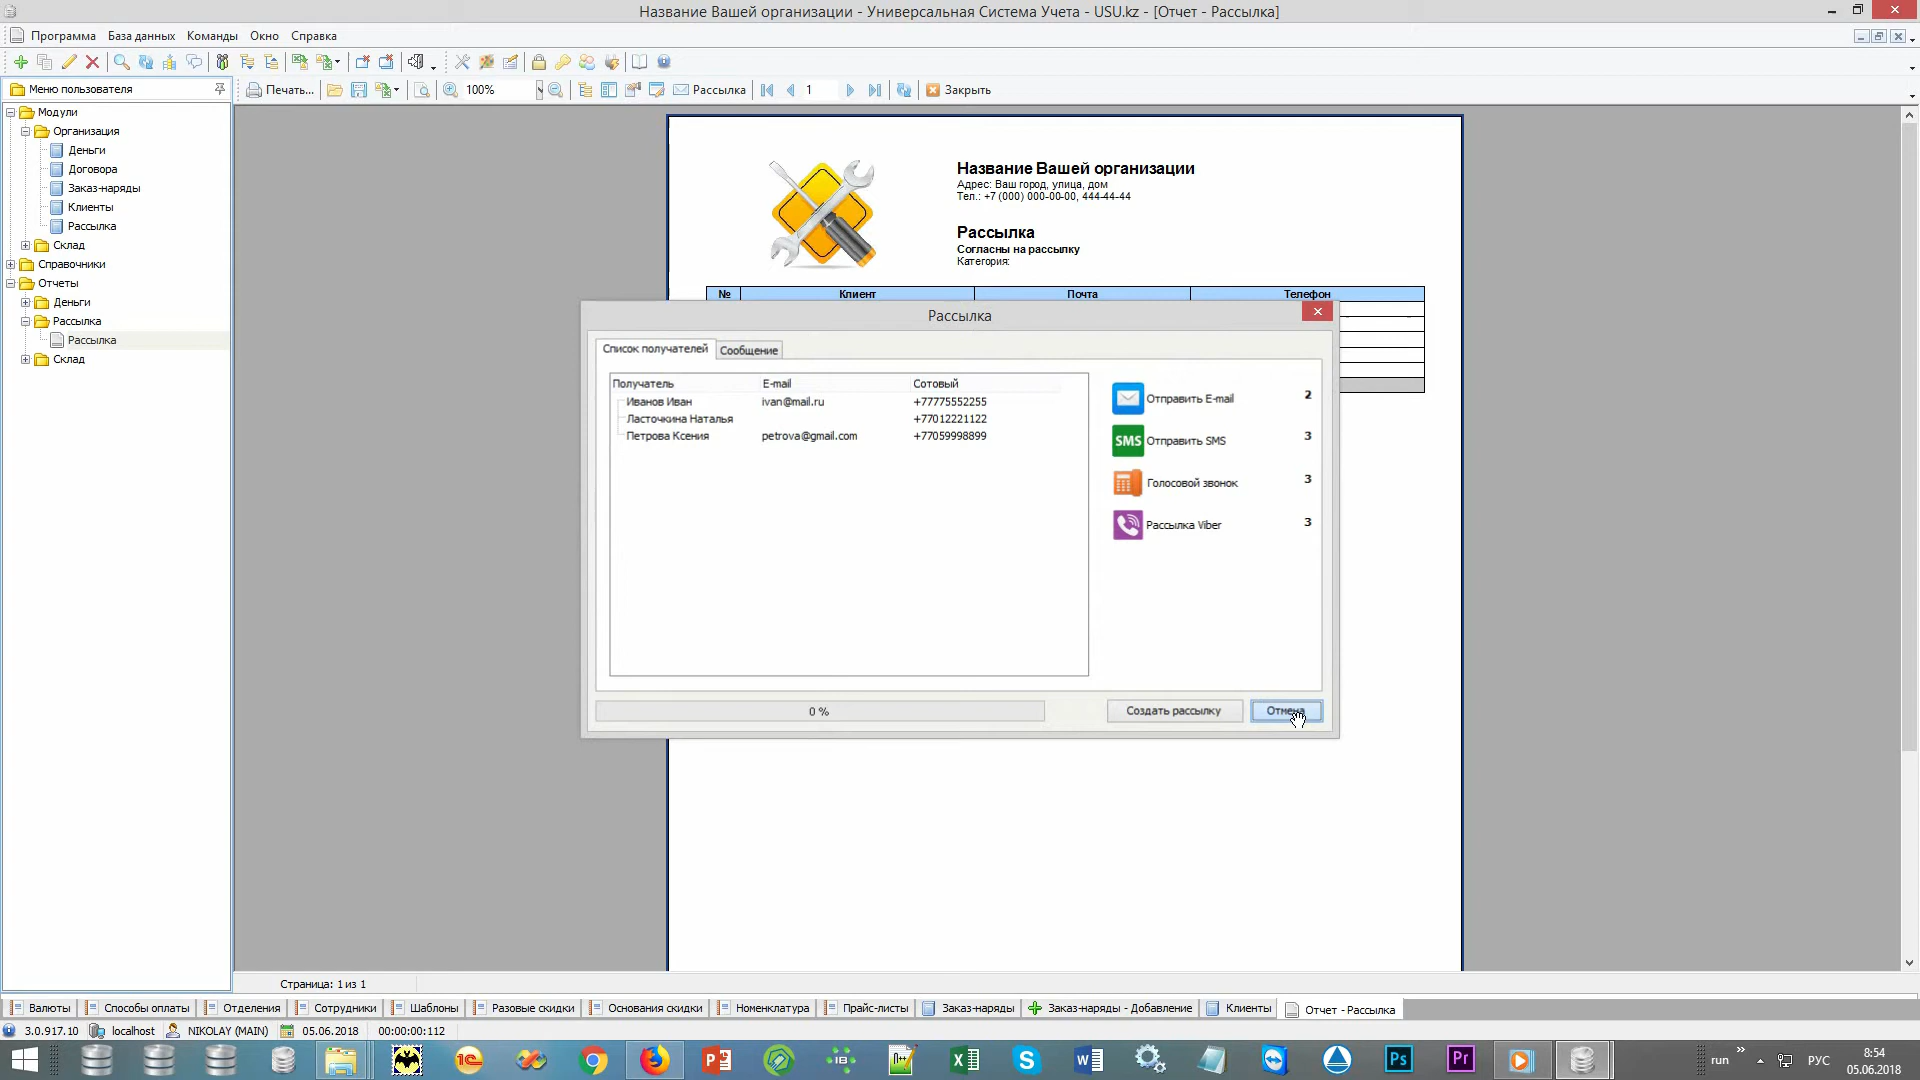 Название Вашей организации - Универсальная Система Учета - USU.kz - [Отчет - Рассылка]
Программа База данных Команды Окно Справка
Меню пользователя
Печать... 100% Рассылка 1 Закрыть
Модули
Организация
Деньги
Договора
Заказ-наряды
Клиенты
Рассылка
Склад
Справочники
Отчеты
Деньги
Рассылка
Рассылка
Склад
Название Вашей организации
Адрес: Ваш город, улица, дом
Тел.: +7 (000) 000-00-00, 444-44-44
Рассылка
Согласны на рассылку
Категория:
№ Клиент Почта Телефон
Рассылка
Список получателей Сообщение
Получатель E-mail Сотовый
Иванов Иван ivan@mail.ru +77775552255
Ласточкина Наталья +77012221122
Петрова Ксения petrova@gmail.com +77059998899
Отправить E-mail 2
SMS Отправить SMS 3
Голосовой звонок 3
Рассылка Viber 3
0 % Создать рассылку Отмена
Страница: 1 из 1
Валюты Способы оплаты Отделения Сотрудники Шаблоны Разовые скидки Основания скидки Номенклатура Прайс-листы Заказ-наряды Заказ-наряды - Добавление Клиенты Отчет - Рассылка
3.0.917.10 localhost NIKOLAY (MAIN) 05.06.2018 00:00:00:112
run РУС 8:54
05.06.2018